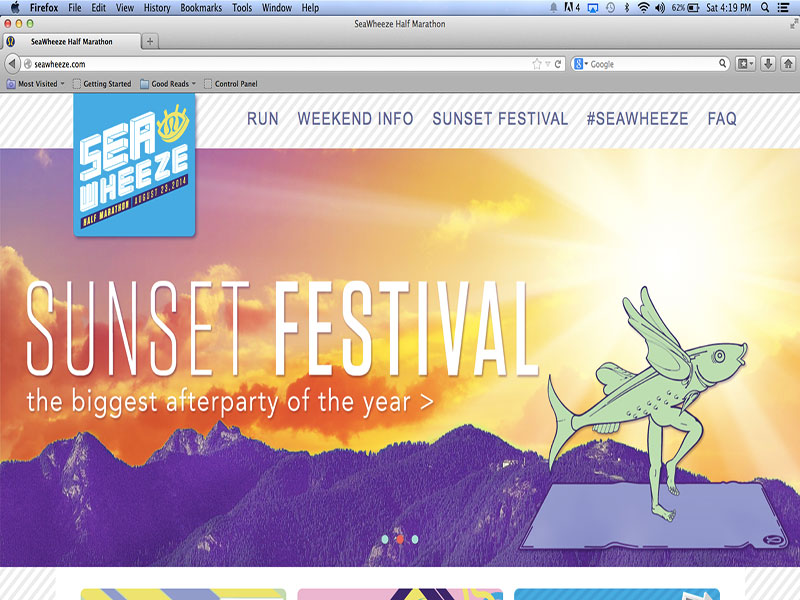 Firefox File Edit View History Bookmarks Tools Window Help 4 62% Sat 4:19 PM
SeaWheeze Half Marathon
SeaWheeze Half Marathon +
seawheeze.com Google
Most Visited Getting Started Good Reads Control Panel
RUN WEEKEND INFO SUNSET FESTIVAL #SEAWHEEZE FAQ
SEA
WHEEZE
HALF MARATHON | AUGUST 23.2014
SUNSET FESTIVAL
the biggest afterparty of the year >